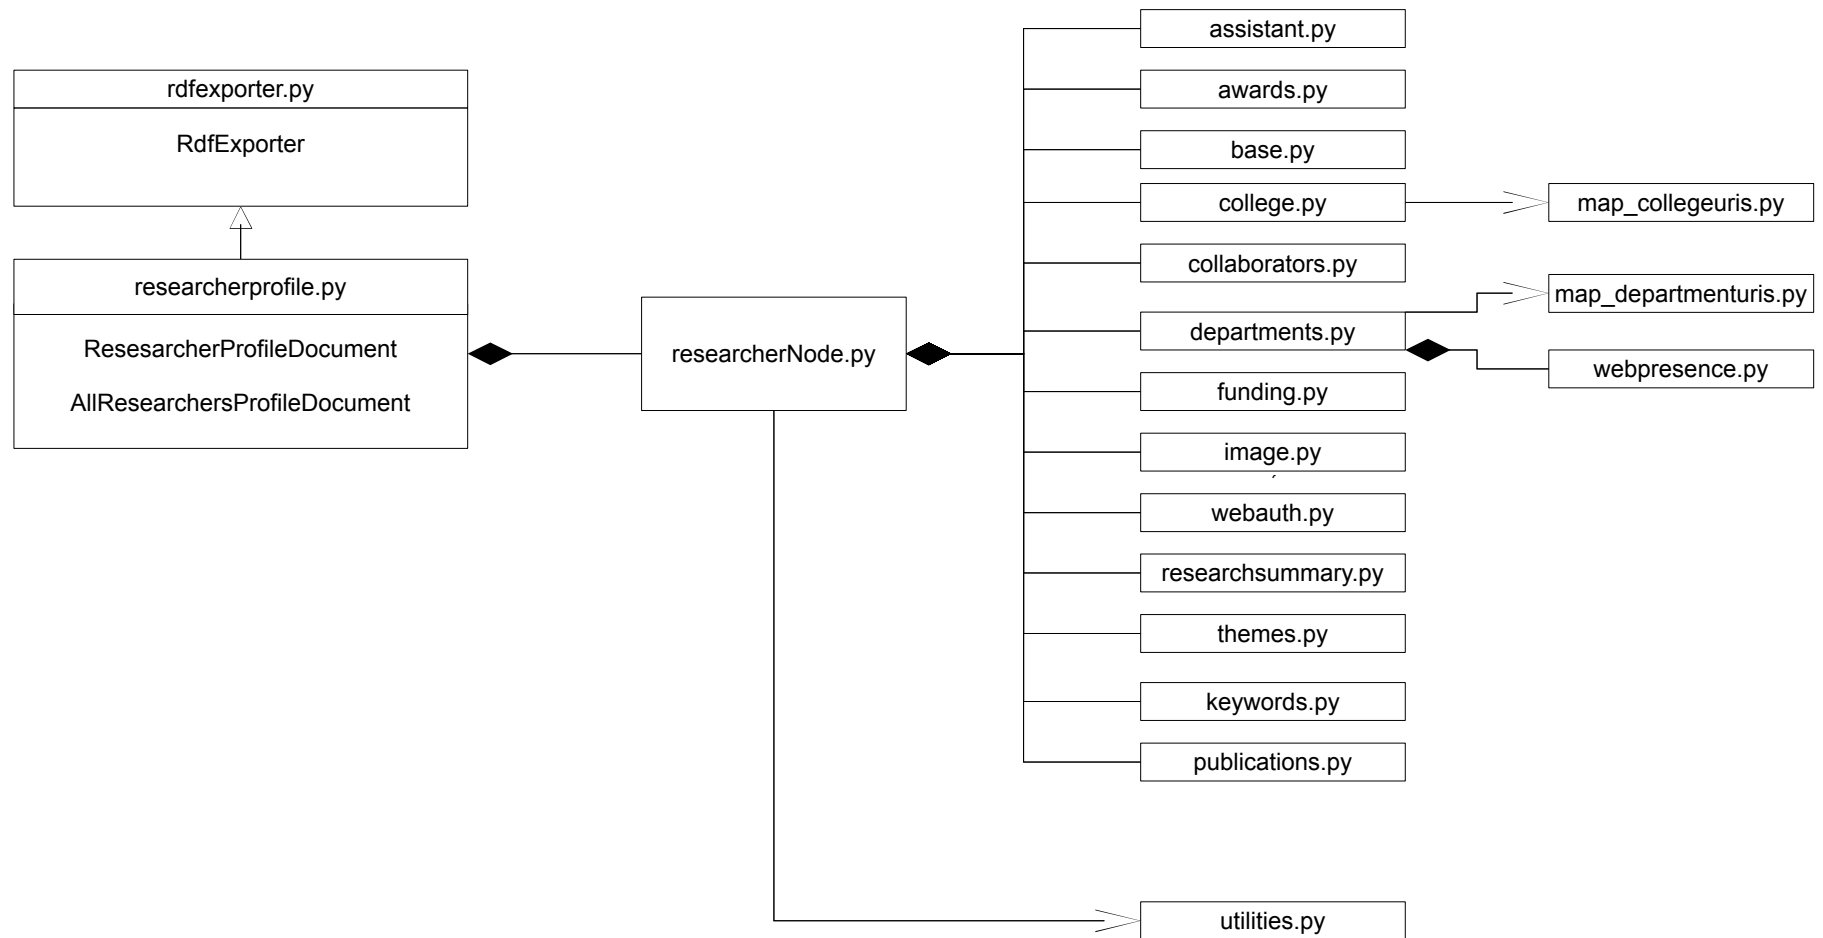 rdfexporter.py
RdfExporter
researcherprofile.py
ResesarcherProfileDocument
AllResearchersProfileDocument
researcherNode.py
assistant.py
awards.py
base.py
college.py
collaborators.py
departments.py
funding.py
image.py
webauth.py
researchsummary.py
themes.py
keywords.py
publications.py
utilities.py
map_collegeuris.py
map_departmenturis.py
webpresence.py